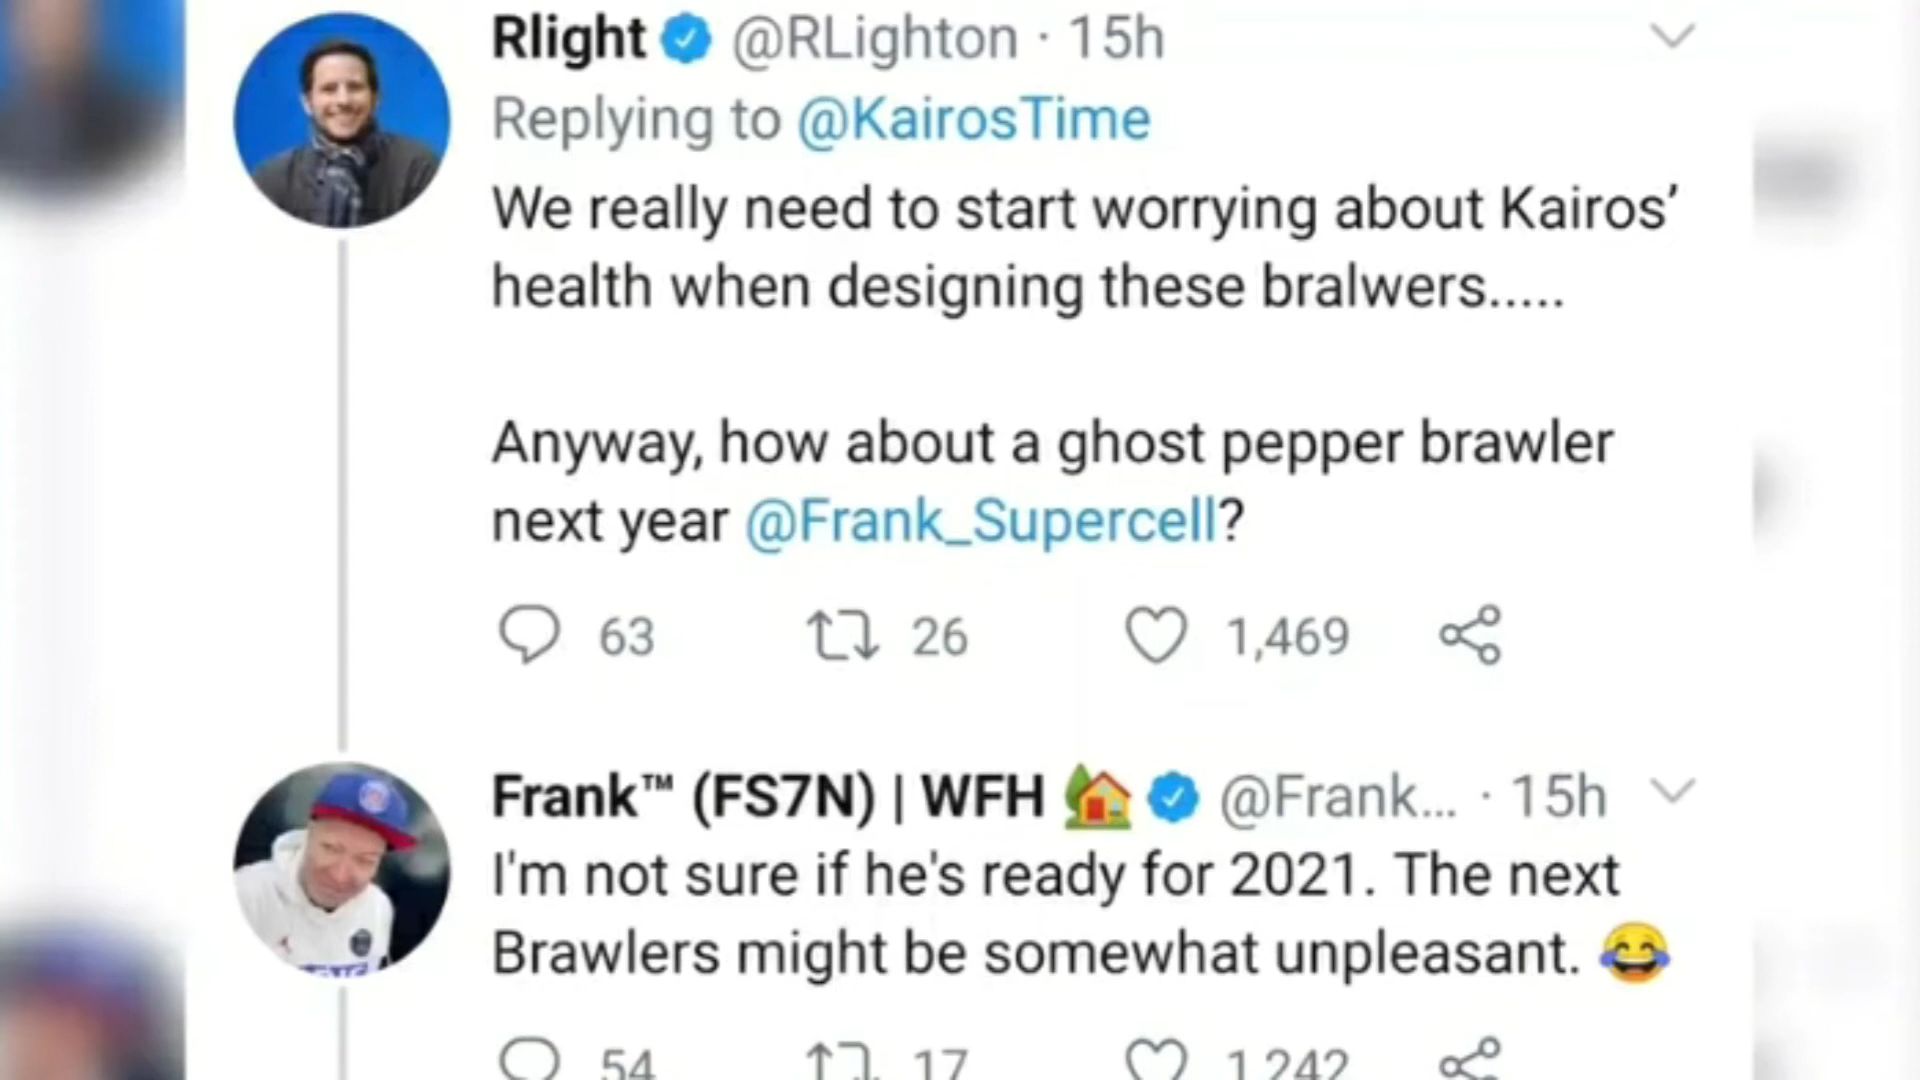 Rlight @RLighton · 15h
Replying to @KairosTime
We really need to start worrying about Kairos’
health when designing these bralwers.....
Anyway, how about a ghost pepper brawler
next year @Frank_Supercell?
63 26 1,469
Frank™ (FS7N) | WFH 🏡 @Frank... · 15h
I'm not sure if he's ready for 2021. The next
Brawlers might be somewhat unpleasant. 😂
54 17 1,242